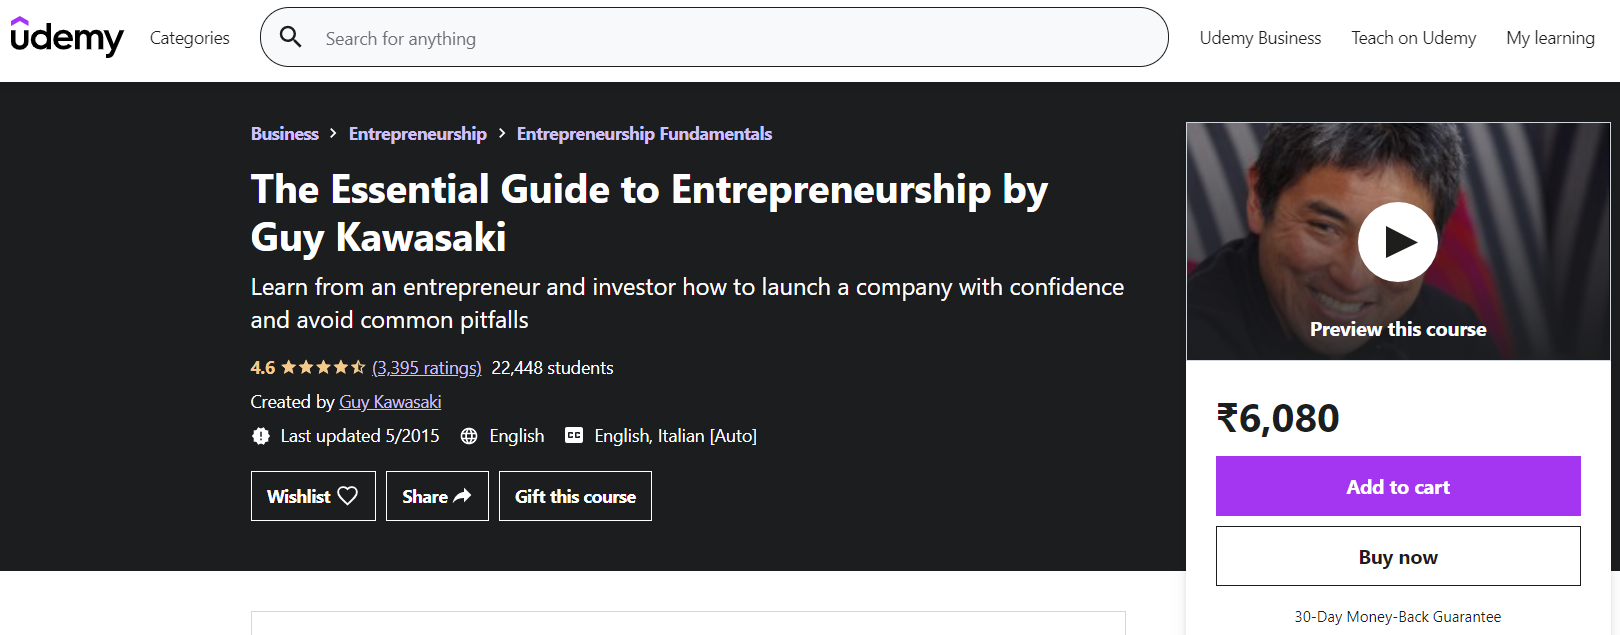 udemy
Categories
Search for anything
Udemy Business
Teach on Udemy
My learning
Business > Entrepreneurship > Entrepreneurship Fundamentals
The Essential Guide to Entrepreneurship by
Guy Kawasaki
Learn from an entrepreneur and investor how to launch a company with confidence
and avoid common pitfalls
4.6 (3,395 ratings) 22,448 students
Created by Guy Kawasaki
Last updated 5/2015 English CC English, Italian [Auto]
Wishlist
Share
Gift this course
Preview this course
₹6,080
Add to cart
Buy now
30-Day Money-Back Guarantee